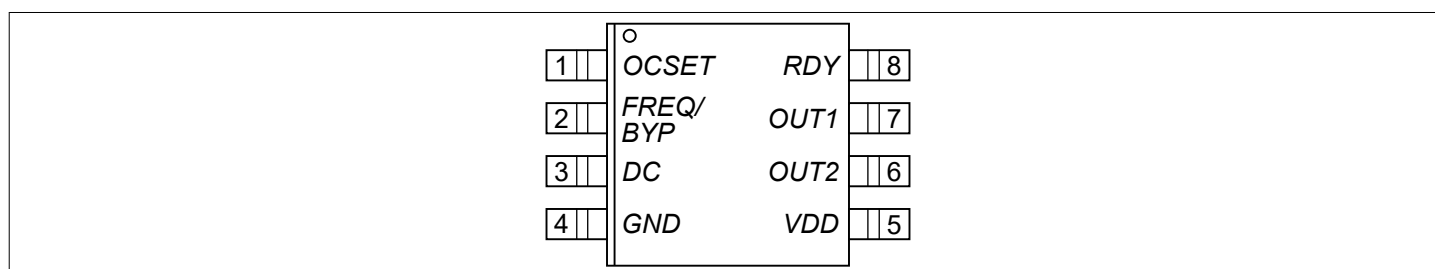 1 OCSET RDY 8
2 FREQ/
BYP OUT1 7
3 DC OUT2 6
4 GND VDD 5